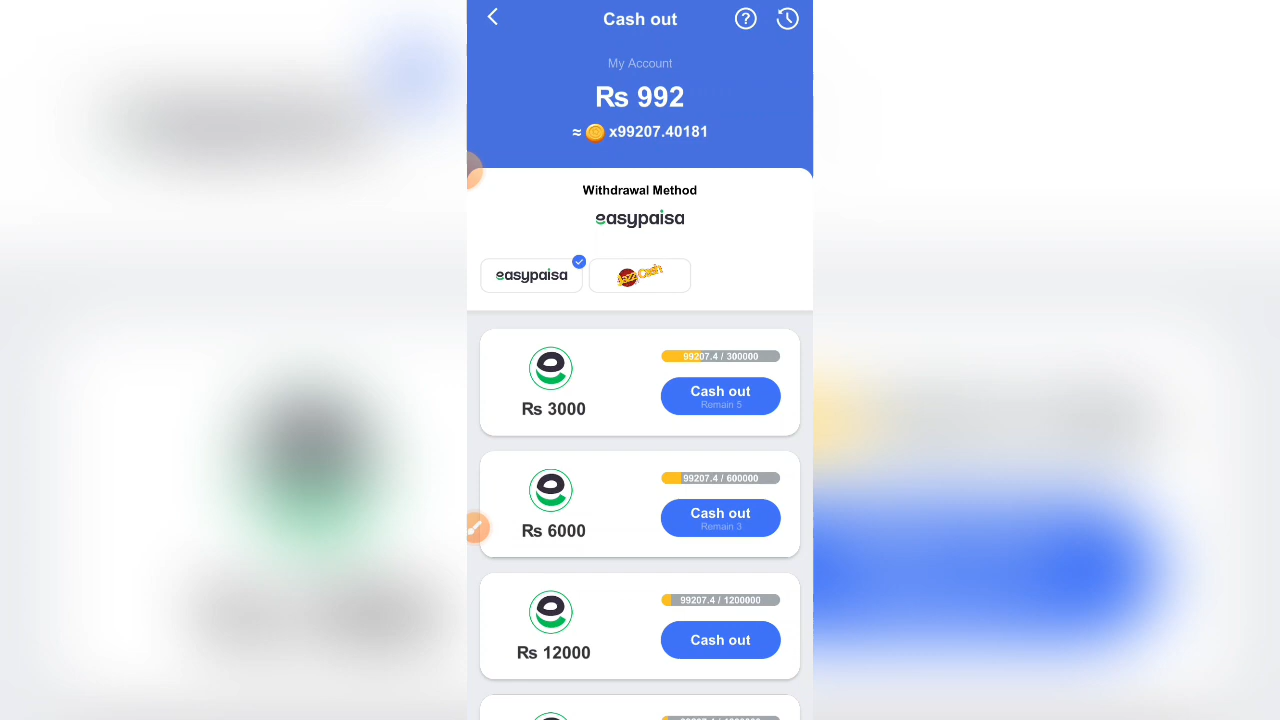 Cash out
?
My Account
Rs 992
≈ x99207.40181
Withdrawal Method
easypaisa
easypaisa
JazzCash
99207.4 / 300000
Cash out
Remain 5
Rs 3000
99207.4 / 600000
Cash out
Remain 3
Rs 6000
99207.4 / 1200000
Cash out
Rs 12000